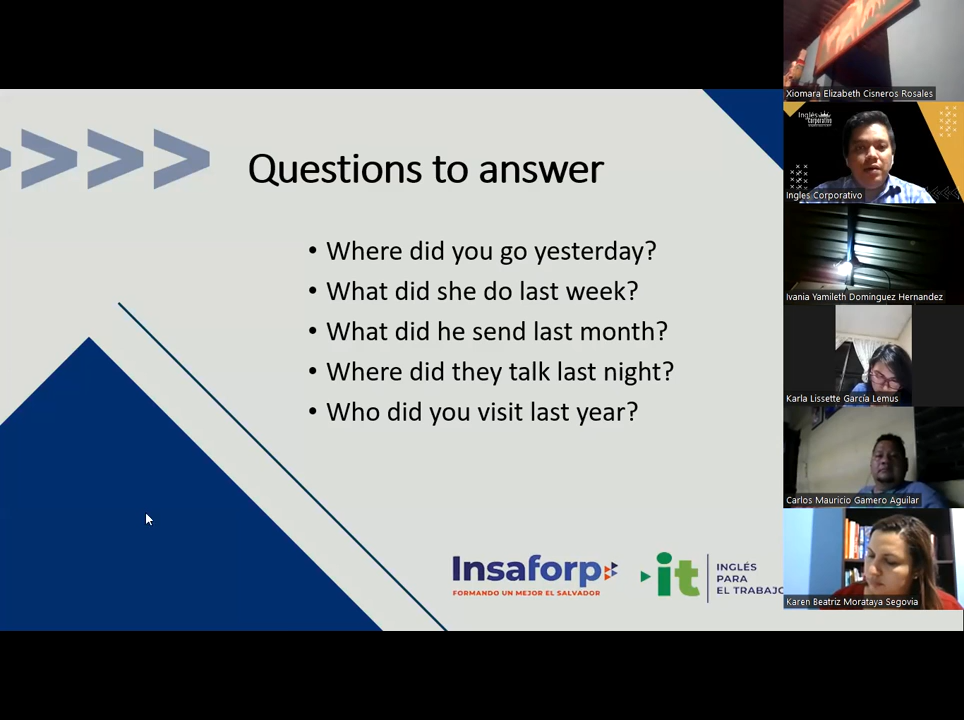 Questions to answer
• Where did you go yesterday?
• What did she do last week?
• What did he send last month?
• Where did they talk last night?
• Who did you visit last year?
Insaforp
FORMANDO UN MEJOR EL SALVADOR
it
INGLÉS
PARA
EL TRABAJO
Xiomara Elizabeth Cisneros Rosales
Inglés
Corporativo
Ingles Corporativo
Ivania Yamileth Dominguez Hernandez
Karla Lissette García Lemus
Carlos Mauricio Gamero Aguilar
Karen Beatriz Morataya Segovia